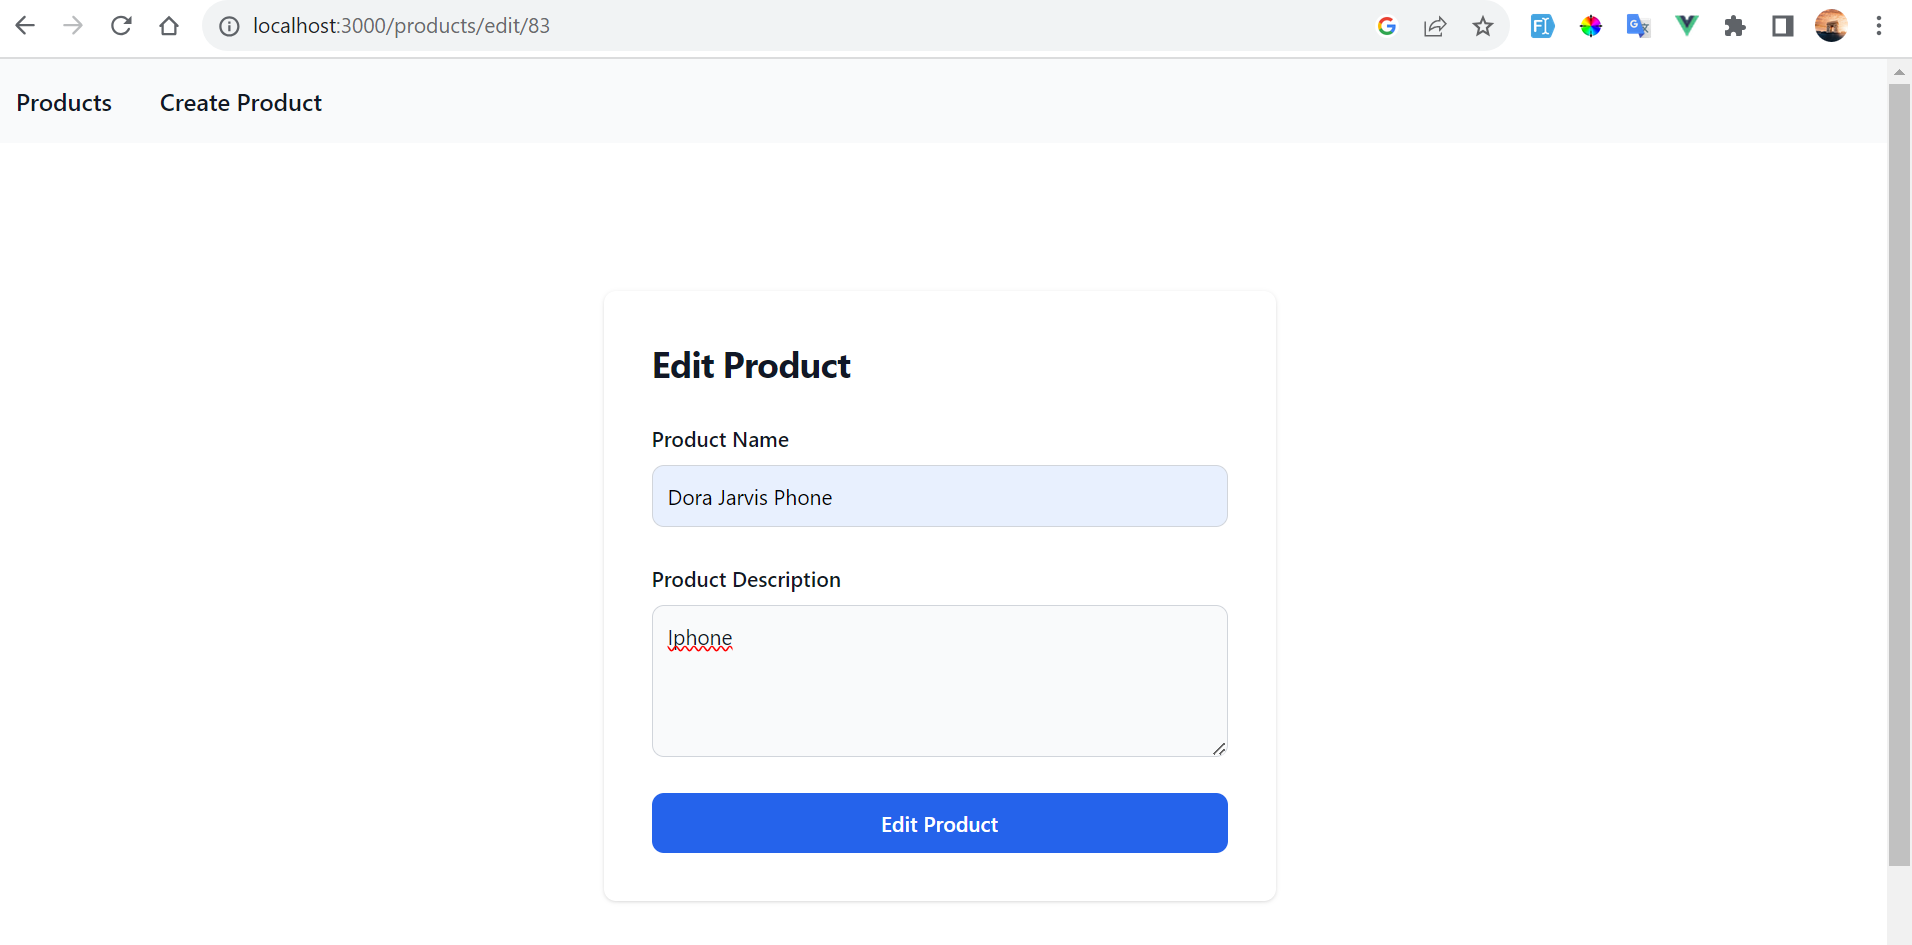 localhost:3000/products/edit/83
Products Create Product
Edit Product
Product Name
Dora Jarvis Phone
Product Description
Iphone
Edit Product